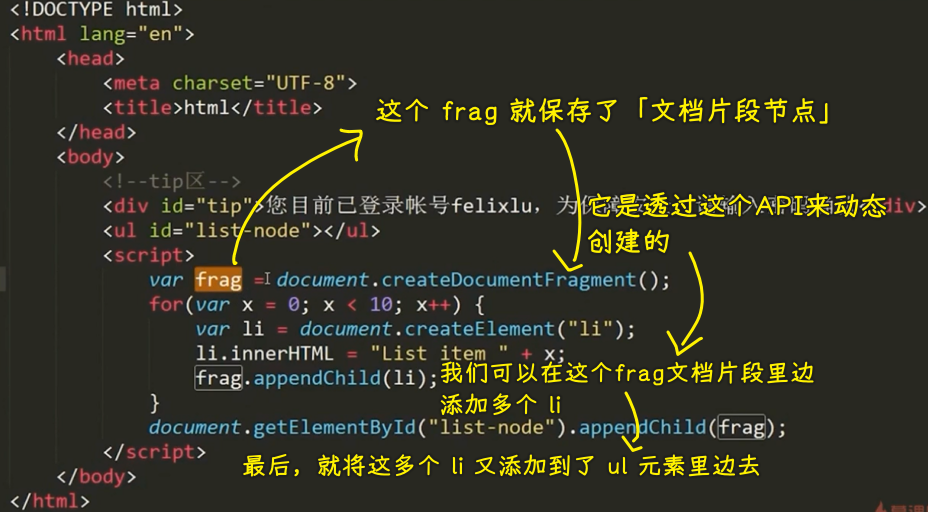 <!DOCTYPE html>
<html lang="en">
<head>
<meta charset="UTF-8">
<title>html</title>
这个 frag 就保存了「文档片段节点」
</head>
<body>
<!--tip区-->
<div id="tip">您目前已登录帐号felixlu，为 div>
它是透过这个API来动态
创建的
<ul id="list-node"></ul>
<script>
var frag = document.createDocumentFragment();
for(var x = 0; x < 10; x++) {
var li = document.createElement("li");
li.innerHTML = "List item " + x;
frag.appendChild(li);
我们可以在这个frag文档片段里边
添加多个 li
}
document.getElementById("list-node").appendChild(frag);
</script>
最后，就将这多个 li 又添加到了 ul 元素里边去
</body>
</html>